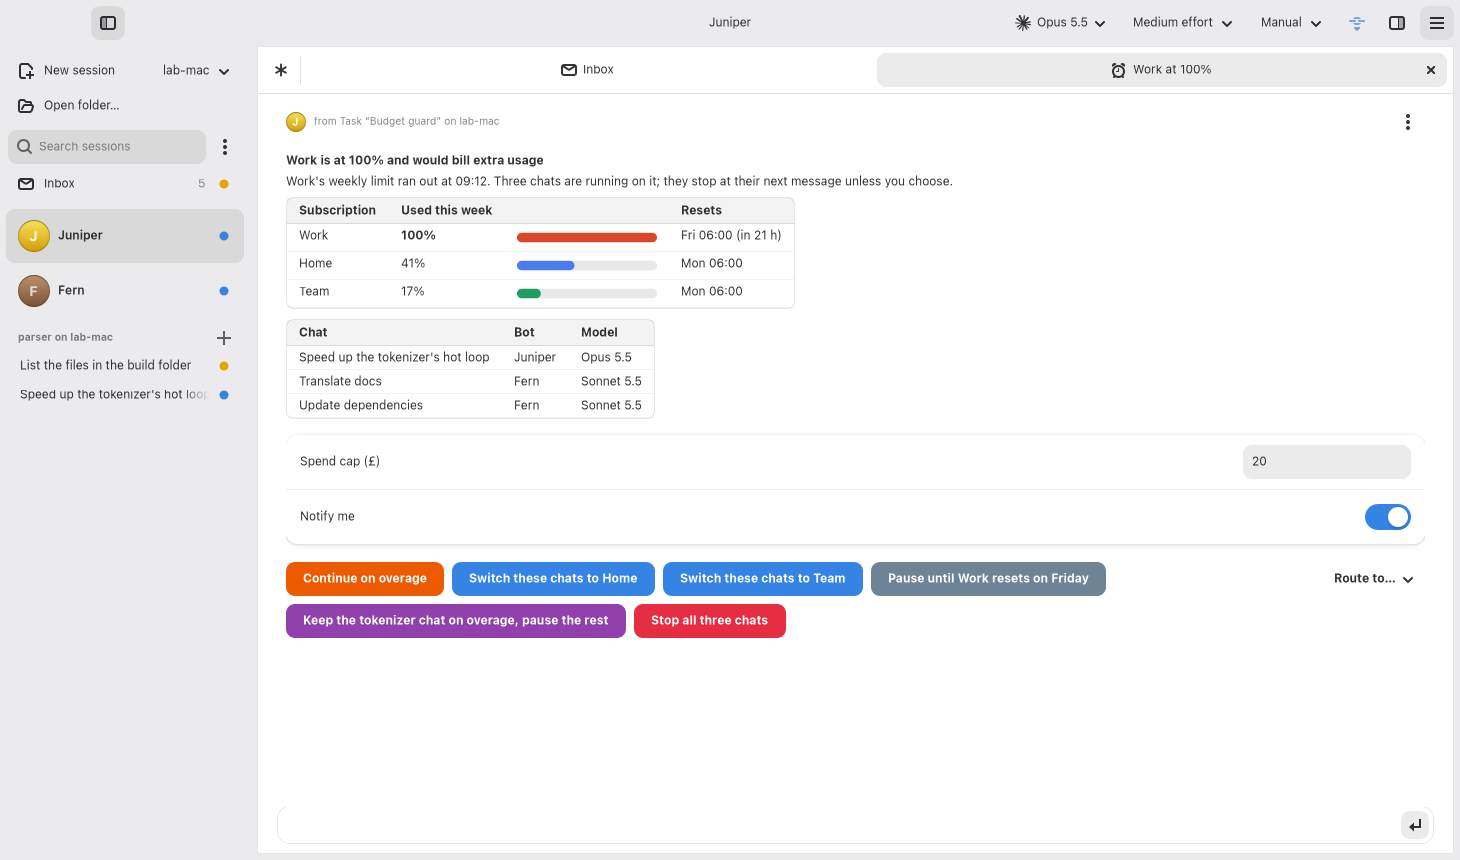 Juniper
Opus 5.5
Medium effort
Manual
New session
lab-mac
Open folder...
Search sessions
Inbox
5
J
Juniper
F
Fern
parser on lab-mac
List the files in the build folder
Speed up the tokenizer's hot loop
Inbox
Work at 100%
J
from Task “Budget guard” on lab-mac
Work is at 100% and would bill extra usage
Work's weekly limit ran out at 09:12. Three chats are running on it; they stop at their next message unless you choose.
Subscription Used this week Resets
Work 100% Fri 06:00 (in 21 h)
Home 41% Mon 06:00
Team 17% Mon 06:00
Chat Bot Model
Speed up the tokenizer's hot loop Juniper Opus 5.5
Translate docs Fern Sonnet 5.5
Update dependencies Fern Sonnet 5.5
Spend cap (£)
20
Notify me
Continue on overage
Switch these chats to Home
Switch these chats to Team
Pause until Work resets on Friday
Route to...
Keep the tokenizer chat on overage, pause the rest
Stop all three chats